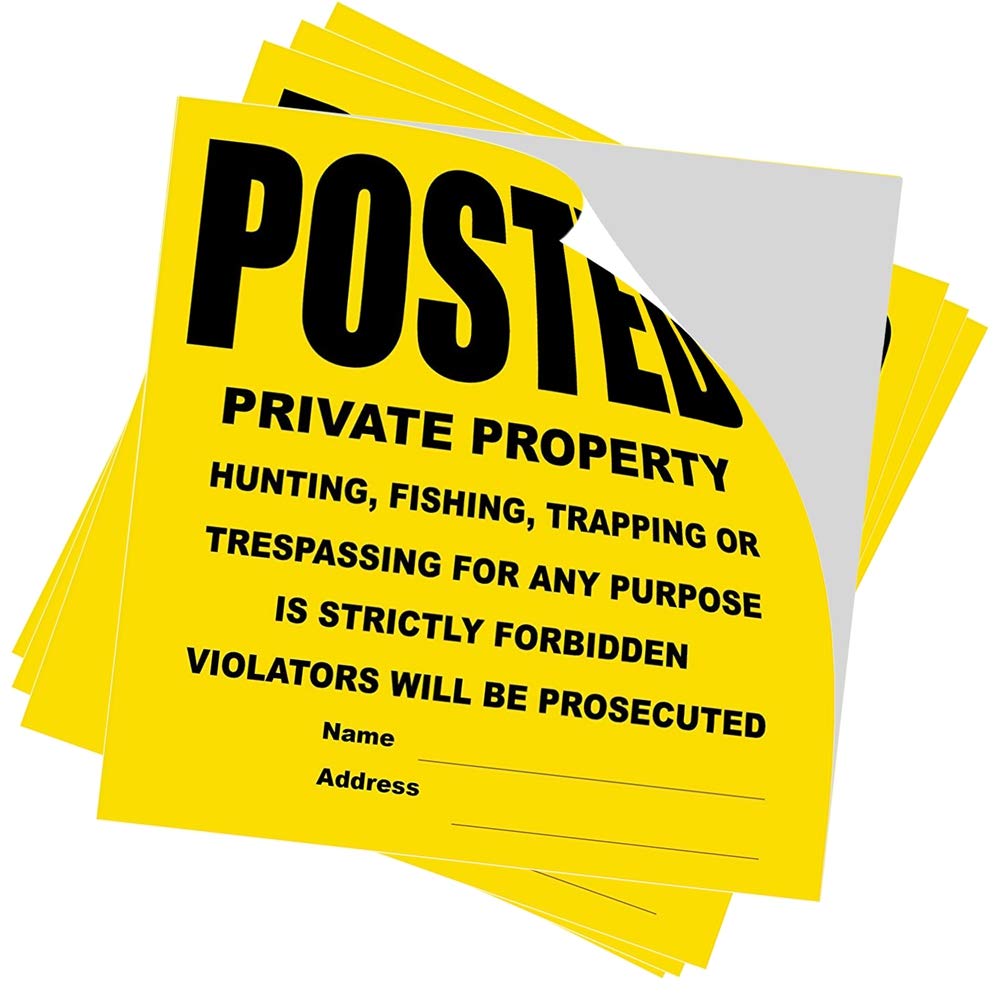 POSTED
PRIVATE PROPERTY
HUNTING, FISHING, TRAPPING OR
TRESPASSING FOR ANY PURPOSE
IS STRICTLY FORBIDDEN
VIOLATORS WILL BE PROSECUTED
Name
Address